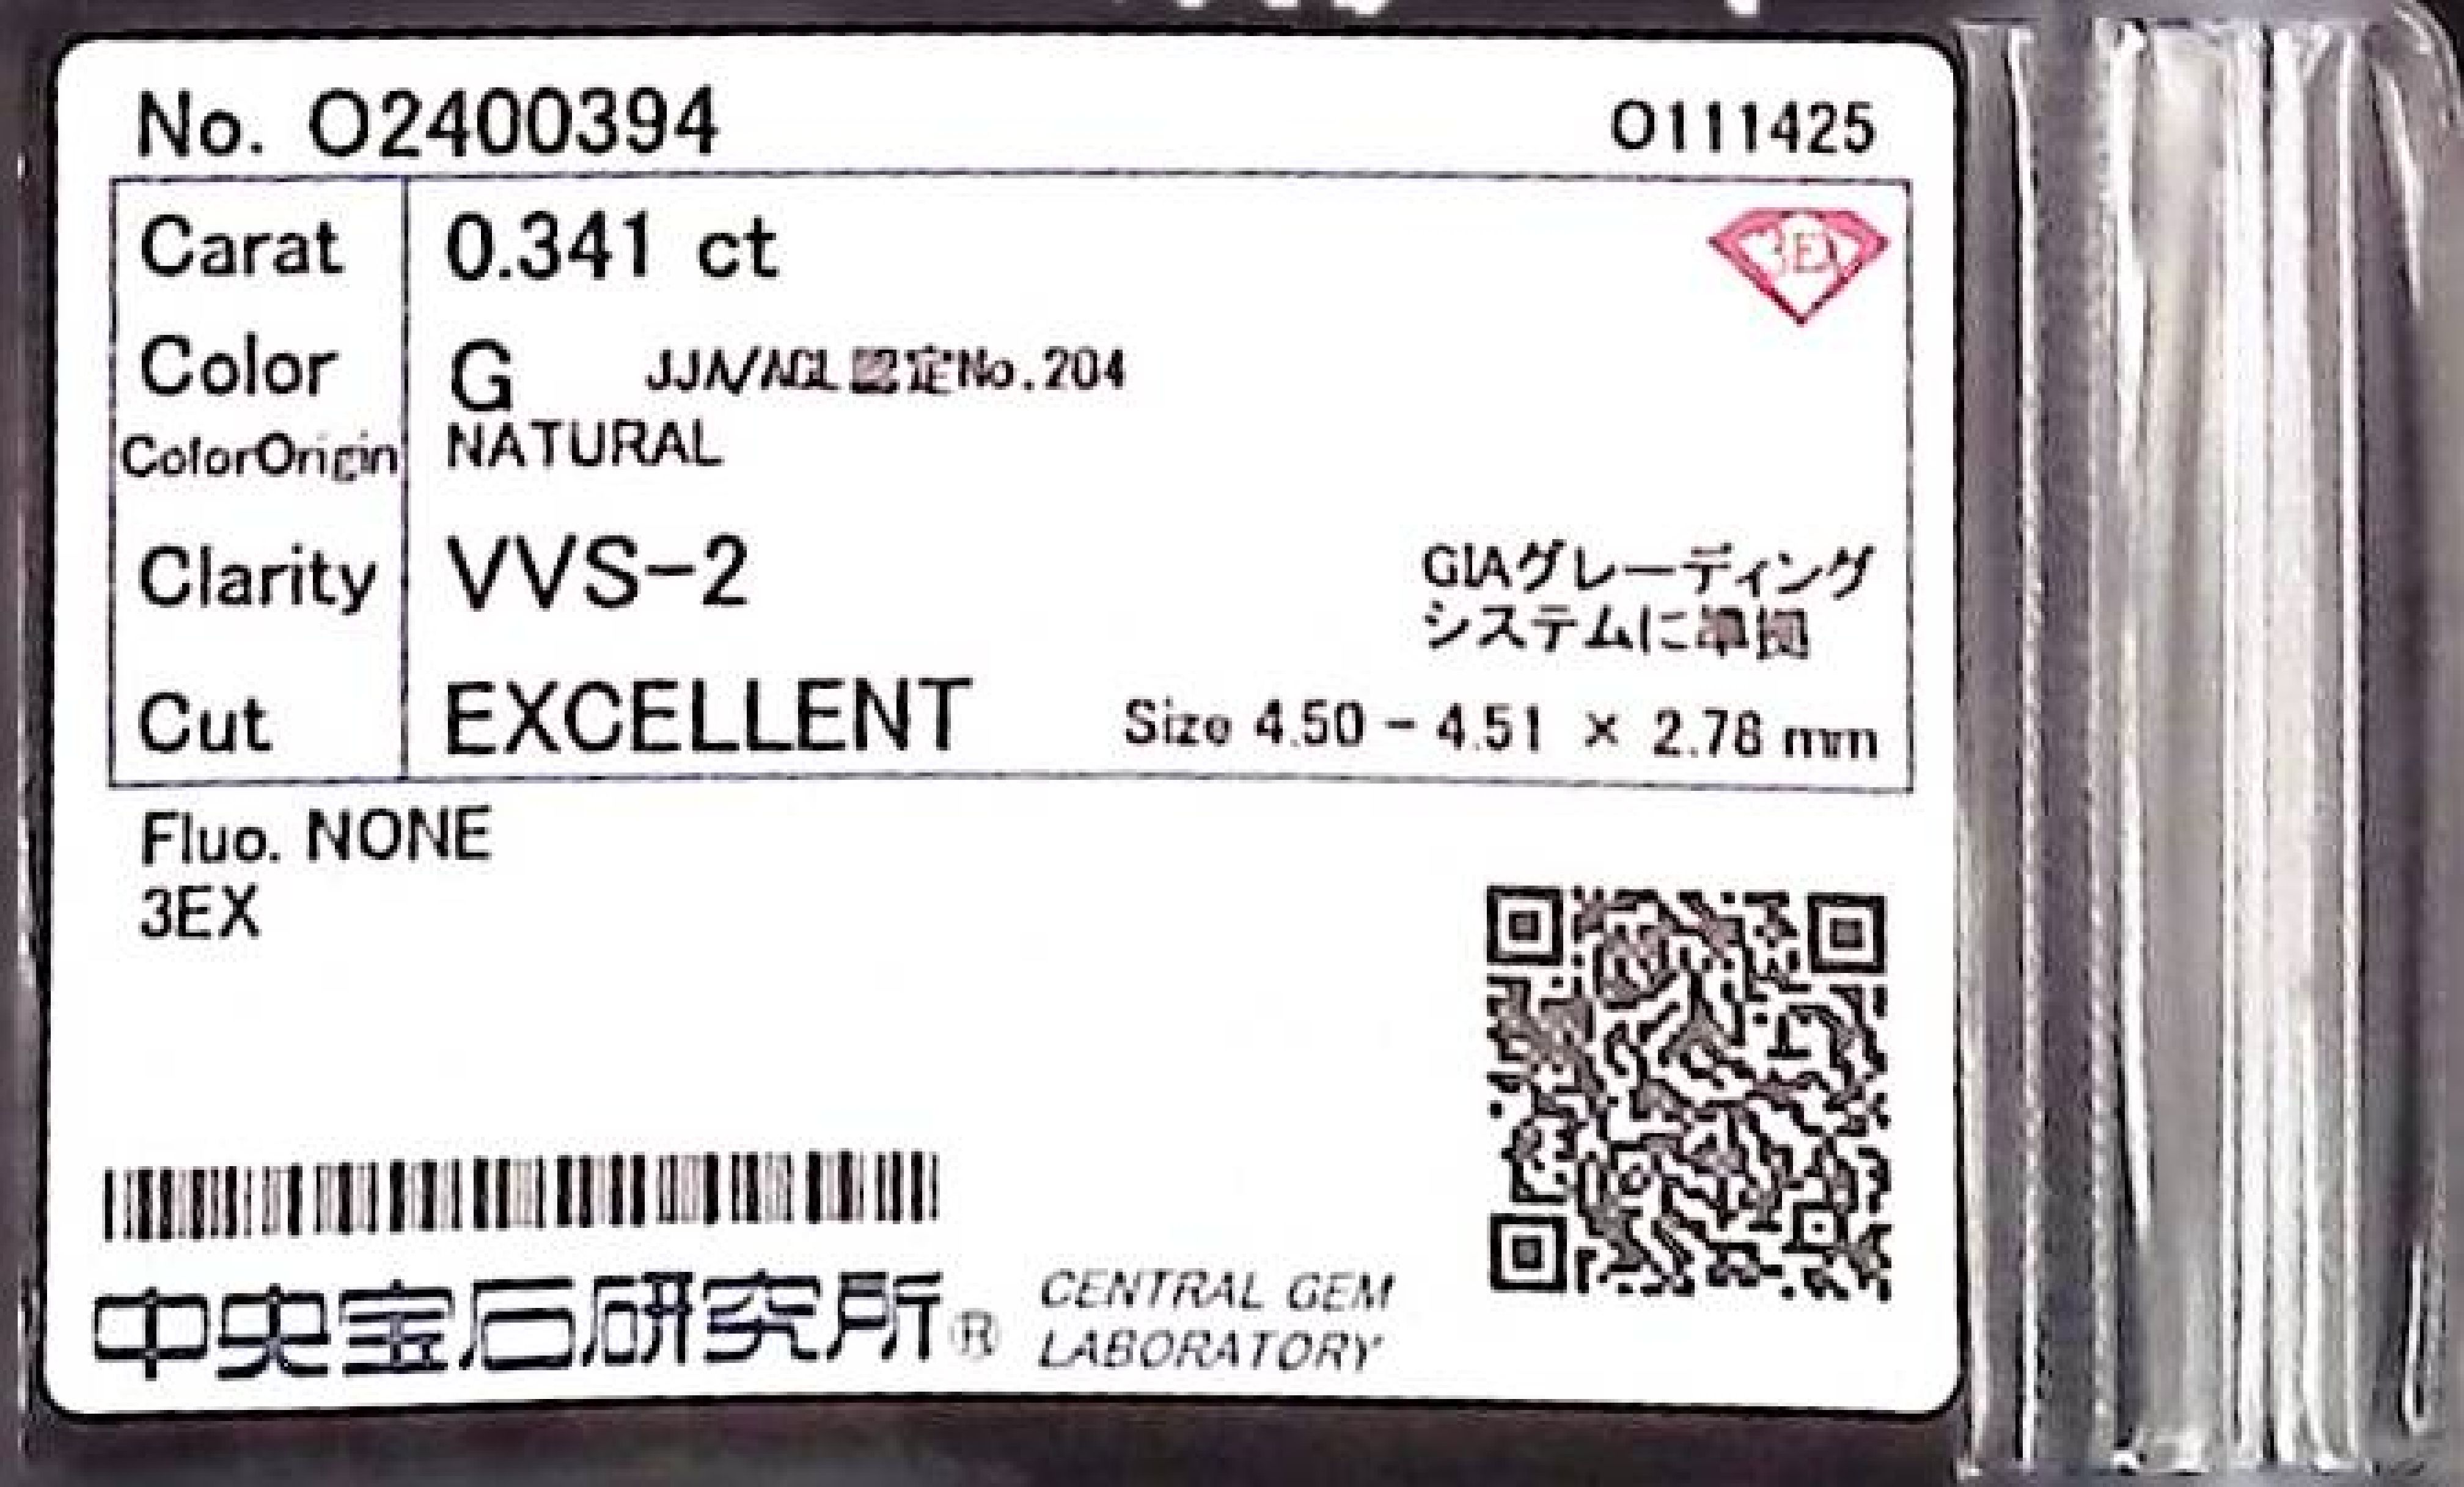 No. O2400394 O111425
Carat 0.341 ct
3EX
Color G JJA/AGL認定No.204
ColorOrigin NATURAL
Clarity VVS-2 GIAグレーディング
システムに準拠
Cut EXCELLENT Size 4.50 - 4.51 × 2.78 mm
Fluo. NONE
3EX
中央宝石研究所® CENTRAL GEM
LABORATORY